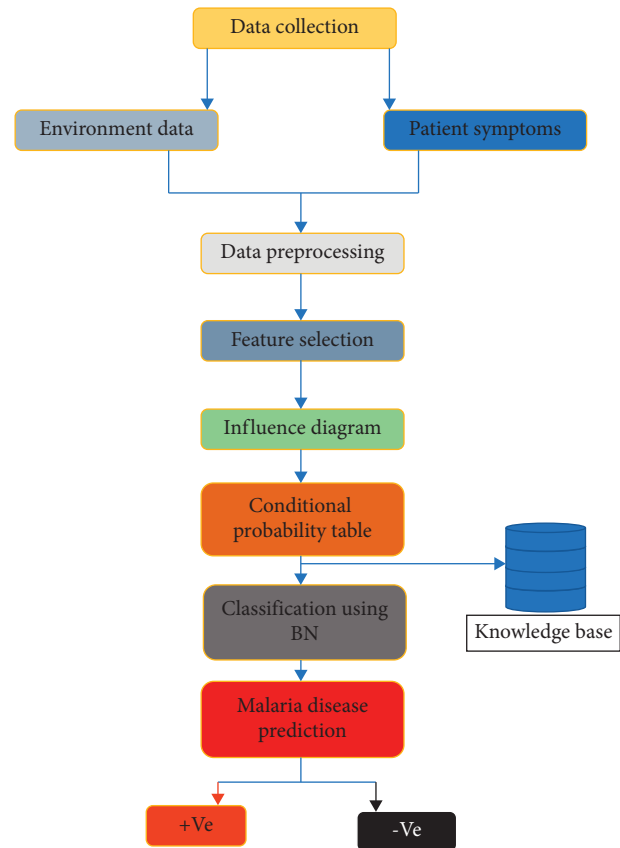 Data collection
Environment data
Patient symptoms
Data preprocessing
Feature selection
Influence diagram
Conditional
probability table
Classification using
BN
Knowledge base
Malaria disease
prediction
+Ve
-Ve